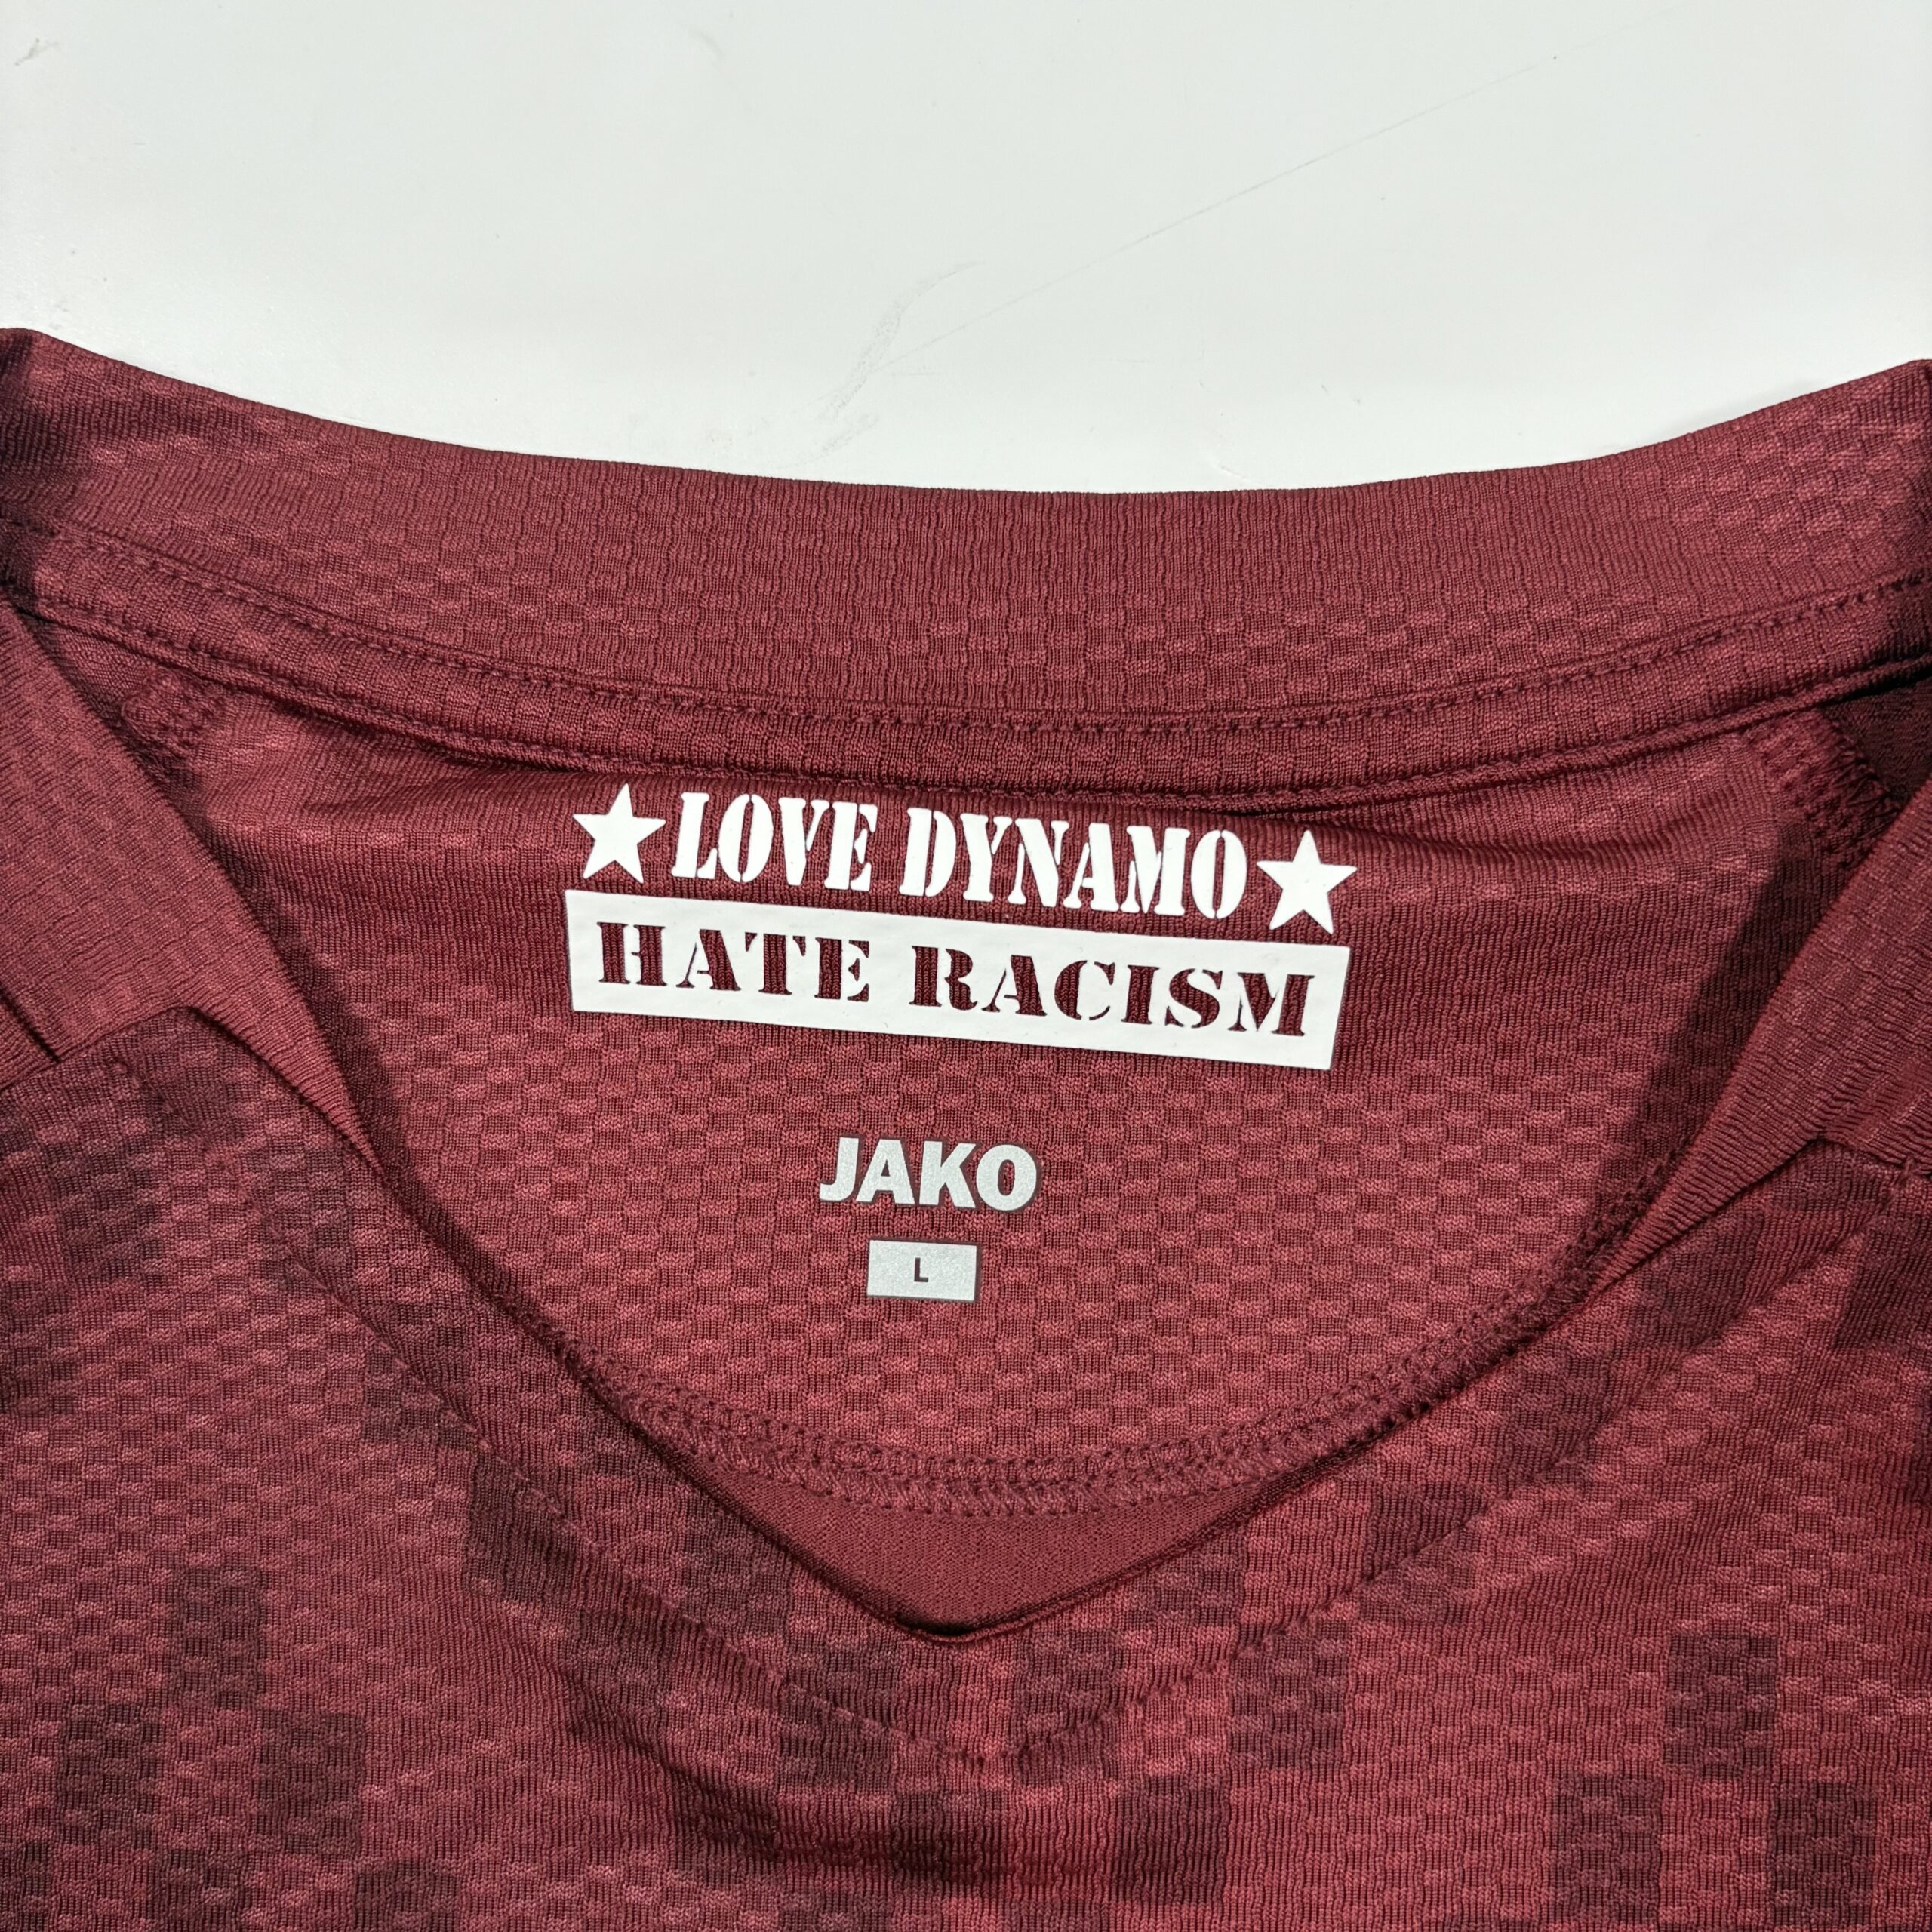 LOVE DYNAMO
HATE RACISM
JAKO
L